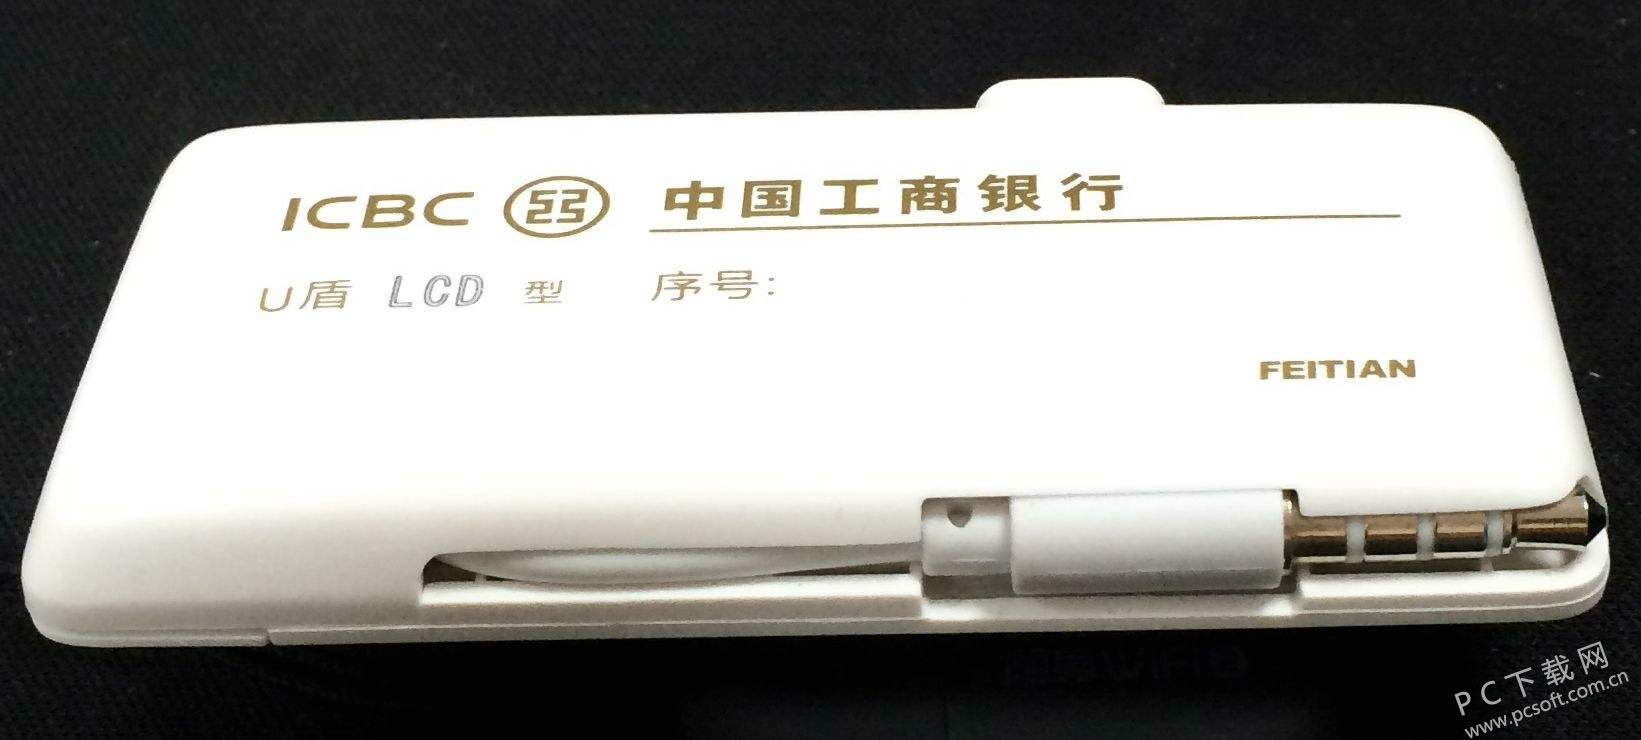 ICBC 中国工商银行
U盾 LCD 型 序号:
FEITIAN
PC下载网
www.pcsoft.com.cn